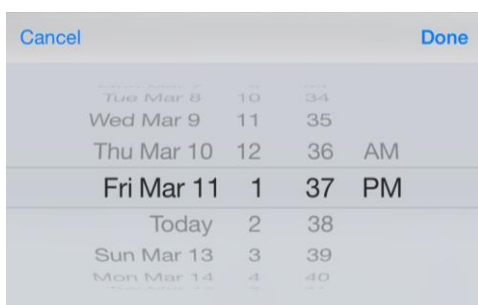 Cancel Done
Tue Mar 8 10 34
Wed Mar 9 11 35
Thu Mar 10 12 36 AM
Fri Mar 11 1 37 PM
Today 2 38
Sun Mar 13 3 39
Mon Mar 14 4 40